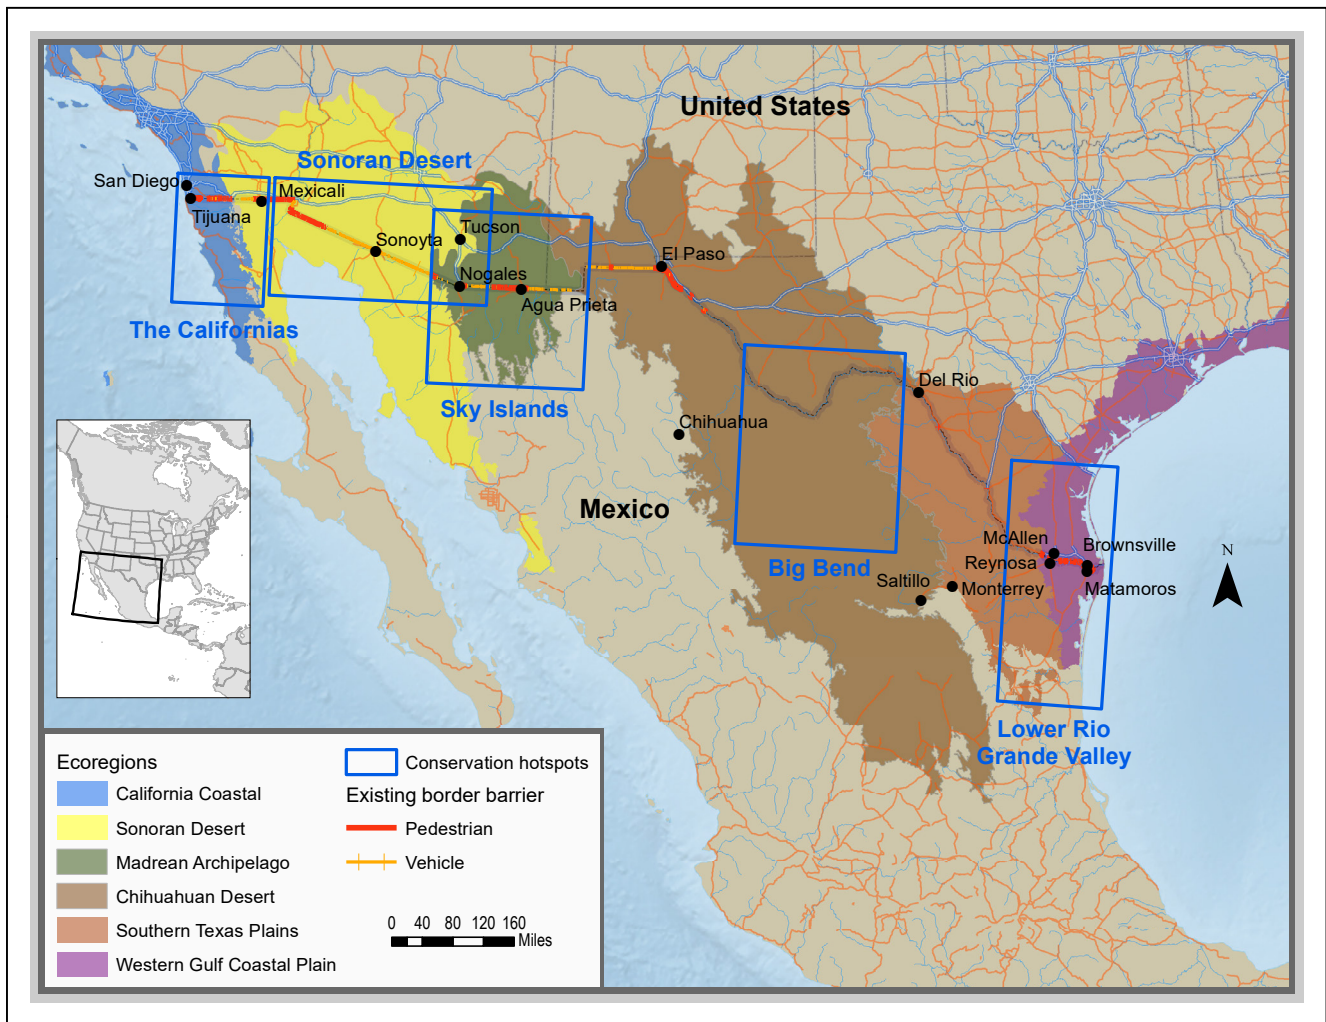 United States
Sonoran Desert
San Diego
Mexicali
Tijuana
Tucson
Sonoyta
El Paso
Nogales
Agua Prieta
The Californias
Sky Islands
Del Rio
Chihuahua
Mexico
McAllen
Brownsville
Reynosa
Big Bend
Saltillo
Monterrey
Matamoros
N
Lower Rio
Grande Valley
Ecoregions
California Coastal
Sonoran Desert
Madrean Archipelago
Chihuahuan Desert
Southern Texas Plains
Western Gulf Coastal Plain
Conservation hotspots
Existing border barrier
Pedestrian
Vehicle
0 40 80 120 160
Miles